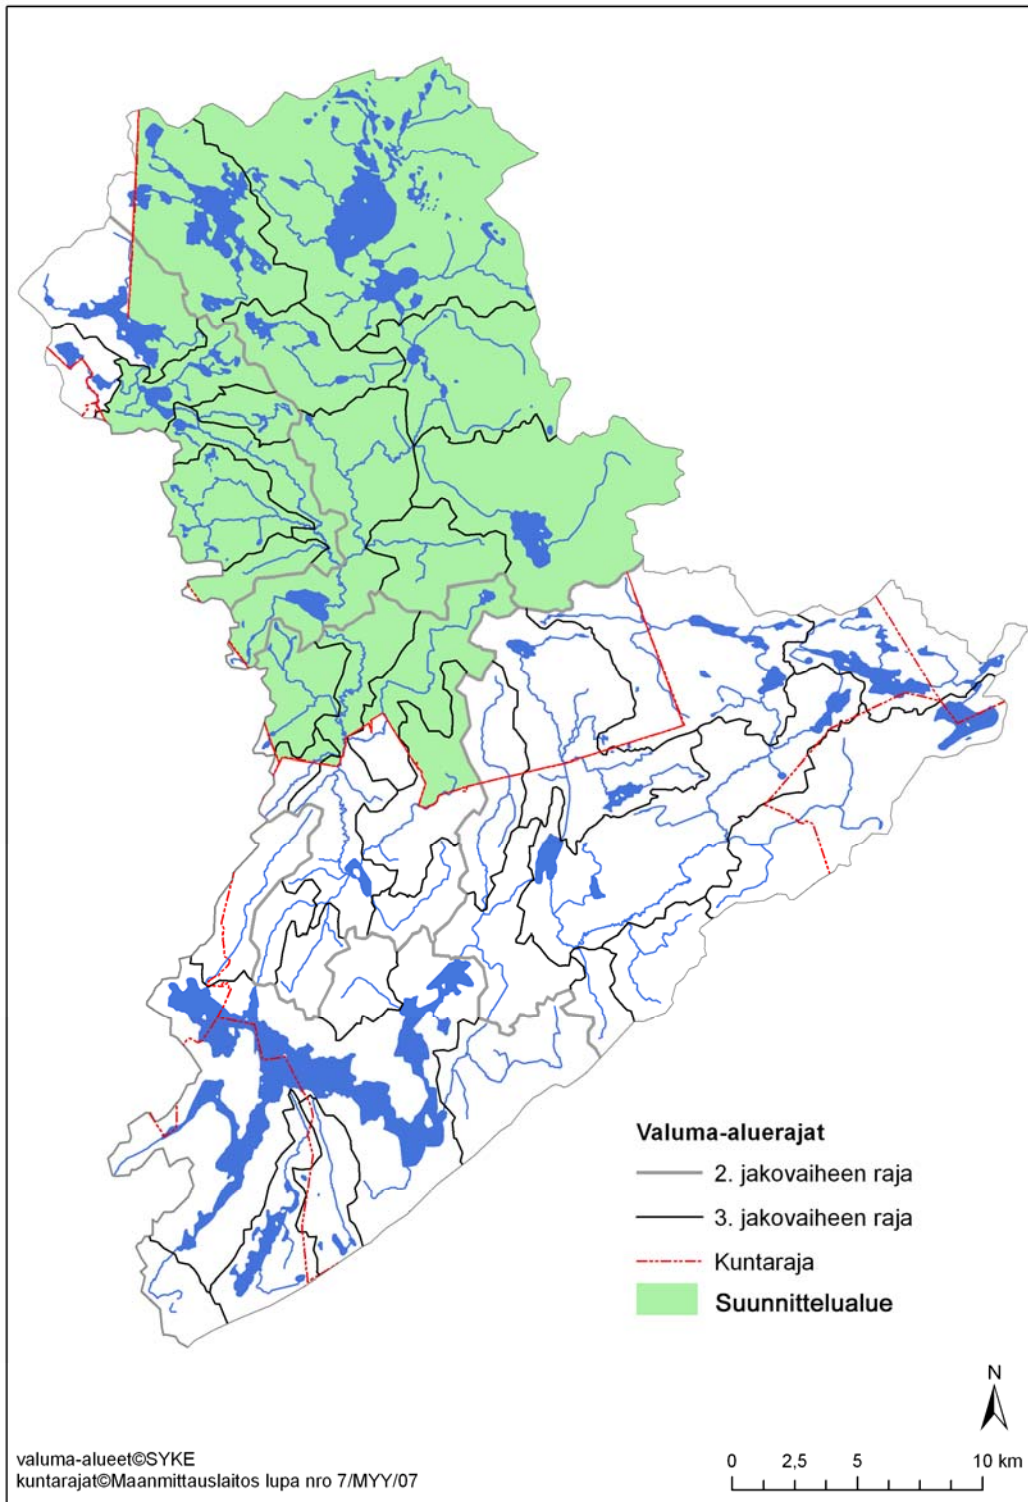 Valuma-aluerajat
2. jakovaiheen raja
3. jakovaiheen raja
Kuntaraja
Suunnittelualue
N
0 2,5 5 10 km
valuma-alueet©SYKE
kuntarajat©Maanmittauslaitos lupa nro 7/MYY/07